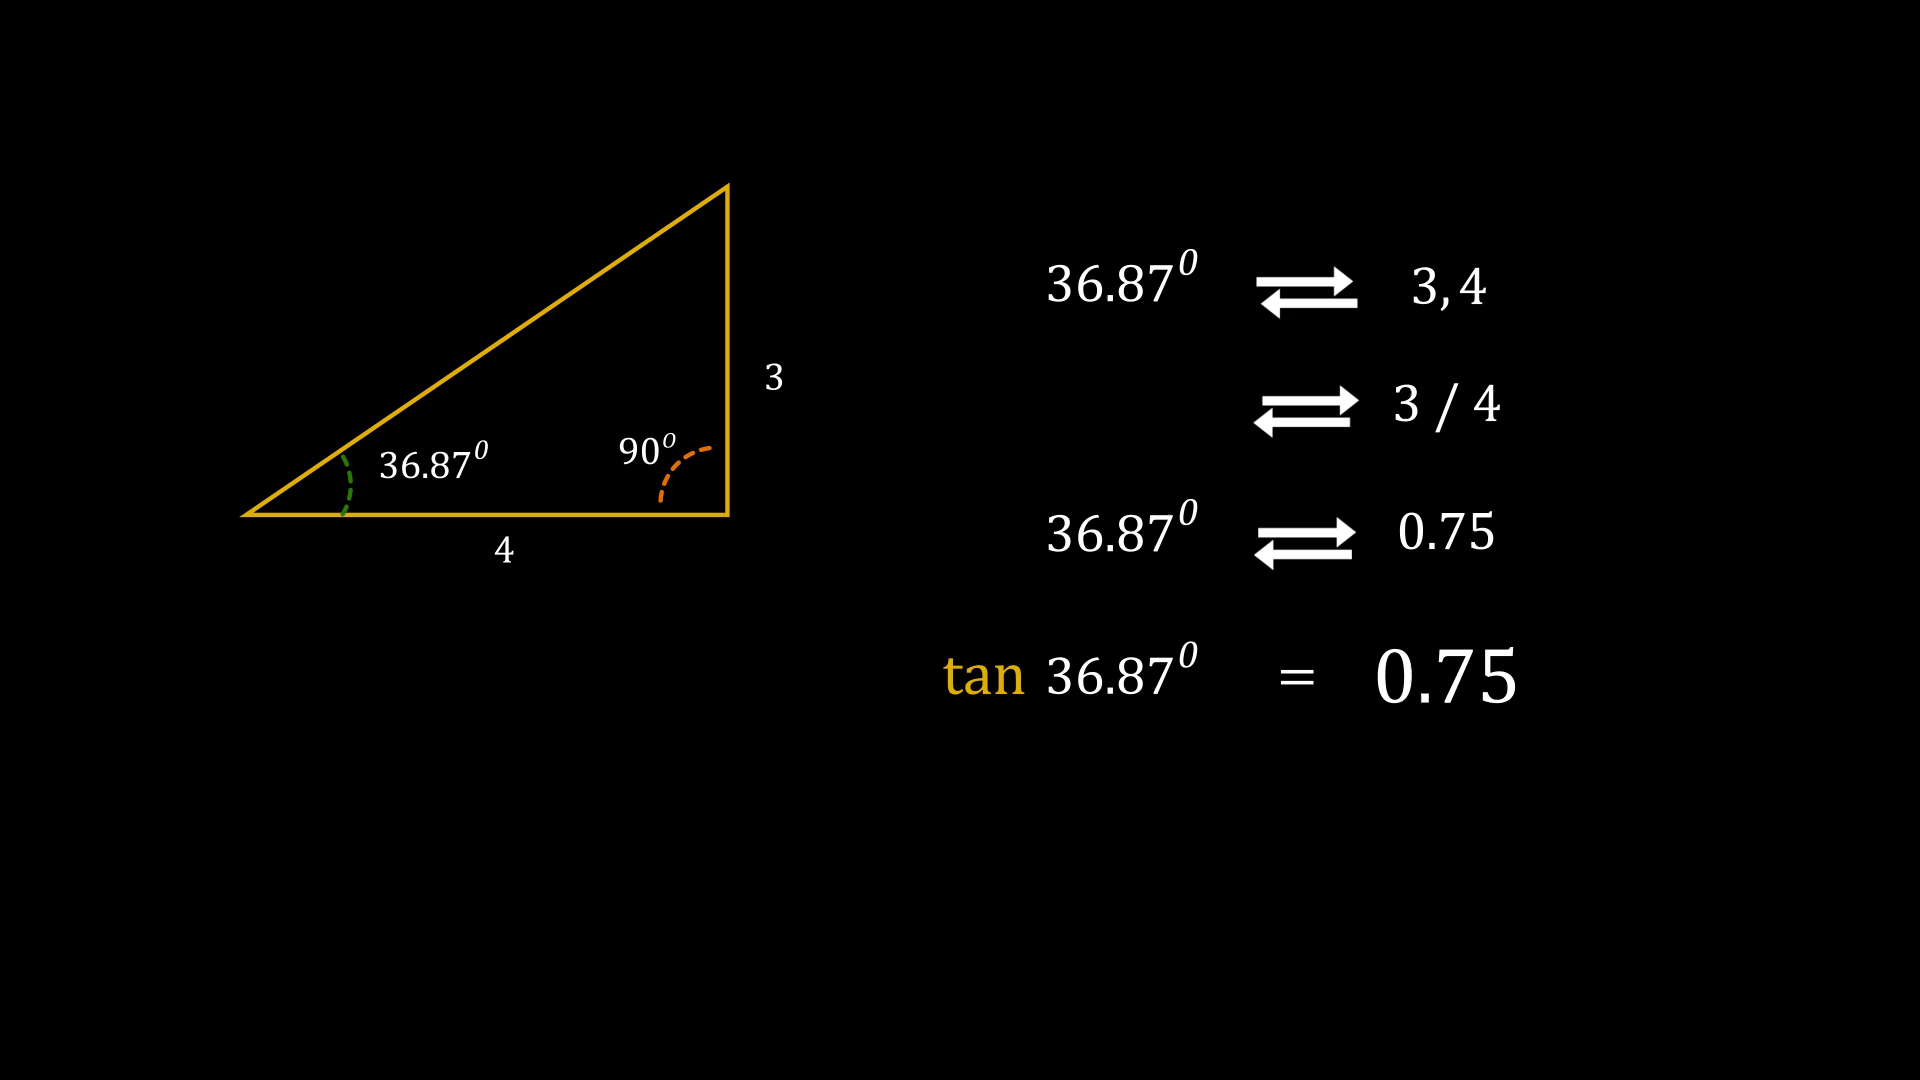 36.87⁰
90⁰
3
4
36.87⁰ ⇄ 3, 4
⇄ 3 / 4
36.87⁰ ⇄ 0.75
tan 36.87⁰ = 0.75